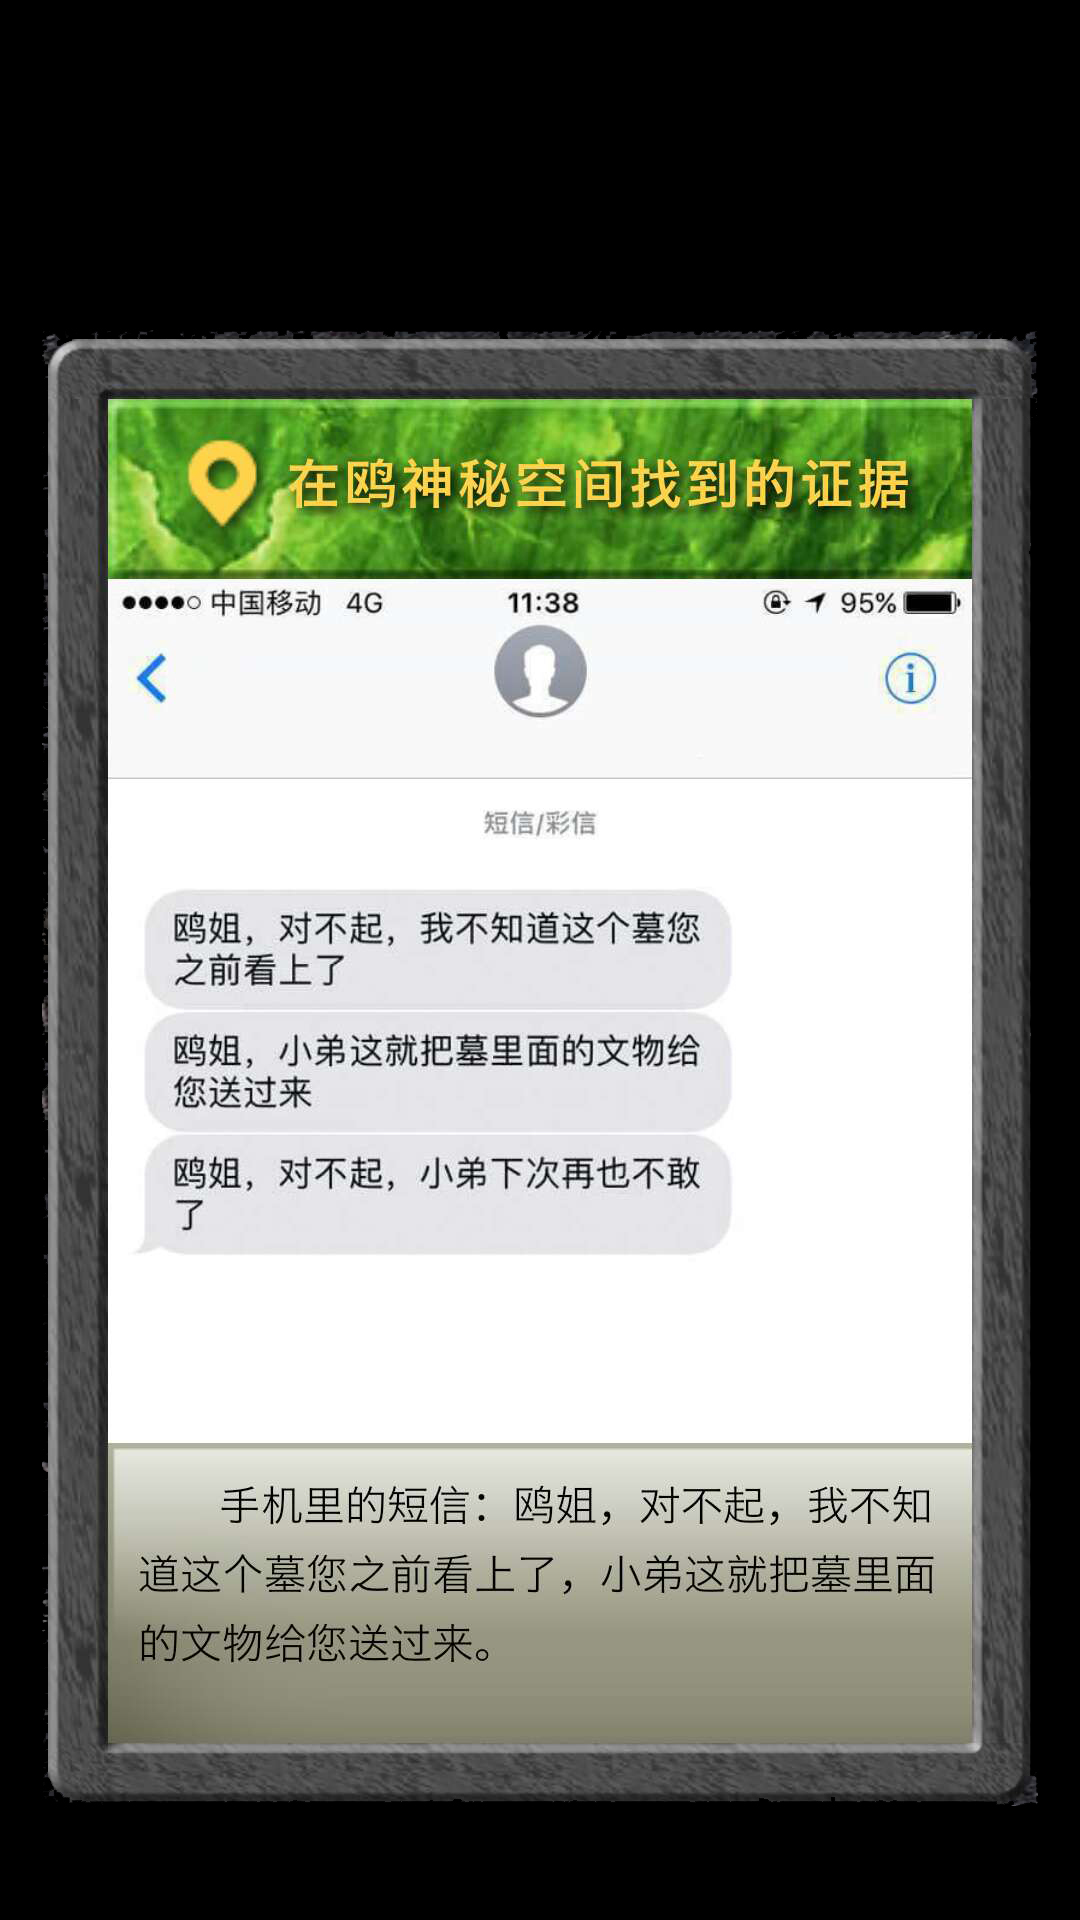 在鸥神秘空间找到的证据
中国移动 4G 11:38 95%
短信/彩信
鸥姐，对不起，我不知道这个墓您
之前看上了
鸥姐，小弟这就把墓里面的文物给
您送过来
鸥姐，对不起，小弟下次再也不敢
了
手机里的短信：鸥姐，对不起，我不知
道这个墓您之前看上了，小弟这就把墓里面
的文物给您送过来。